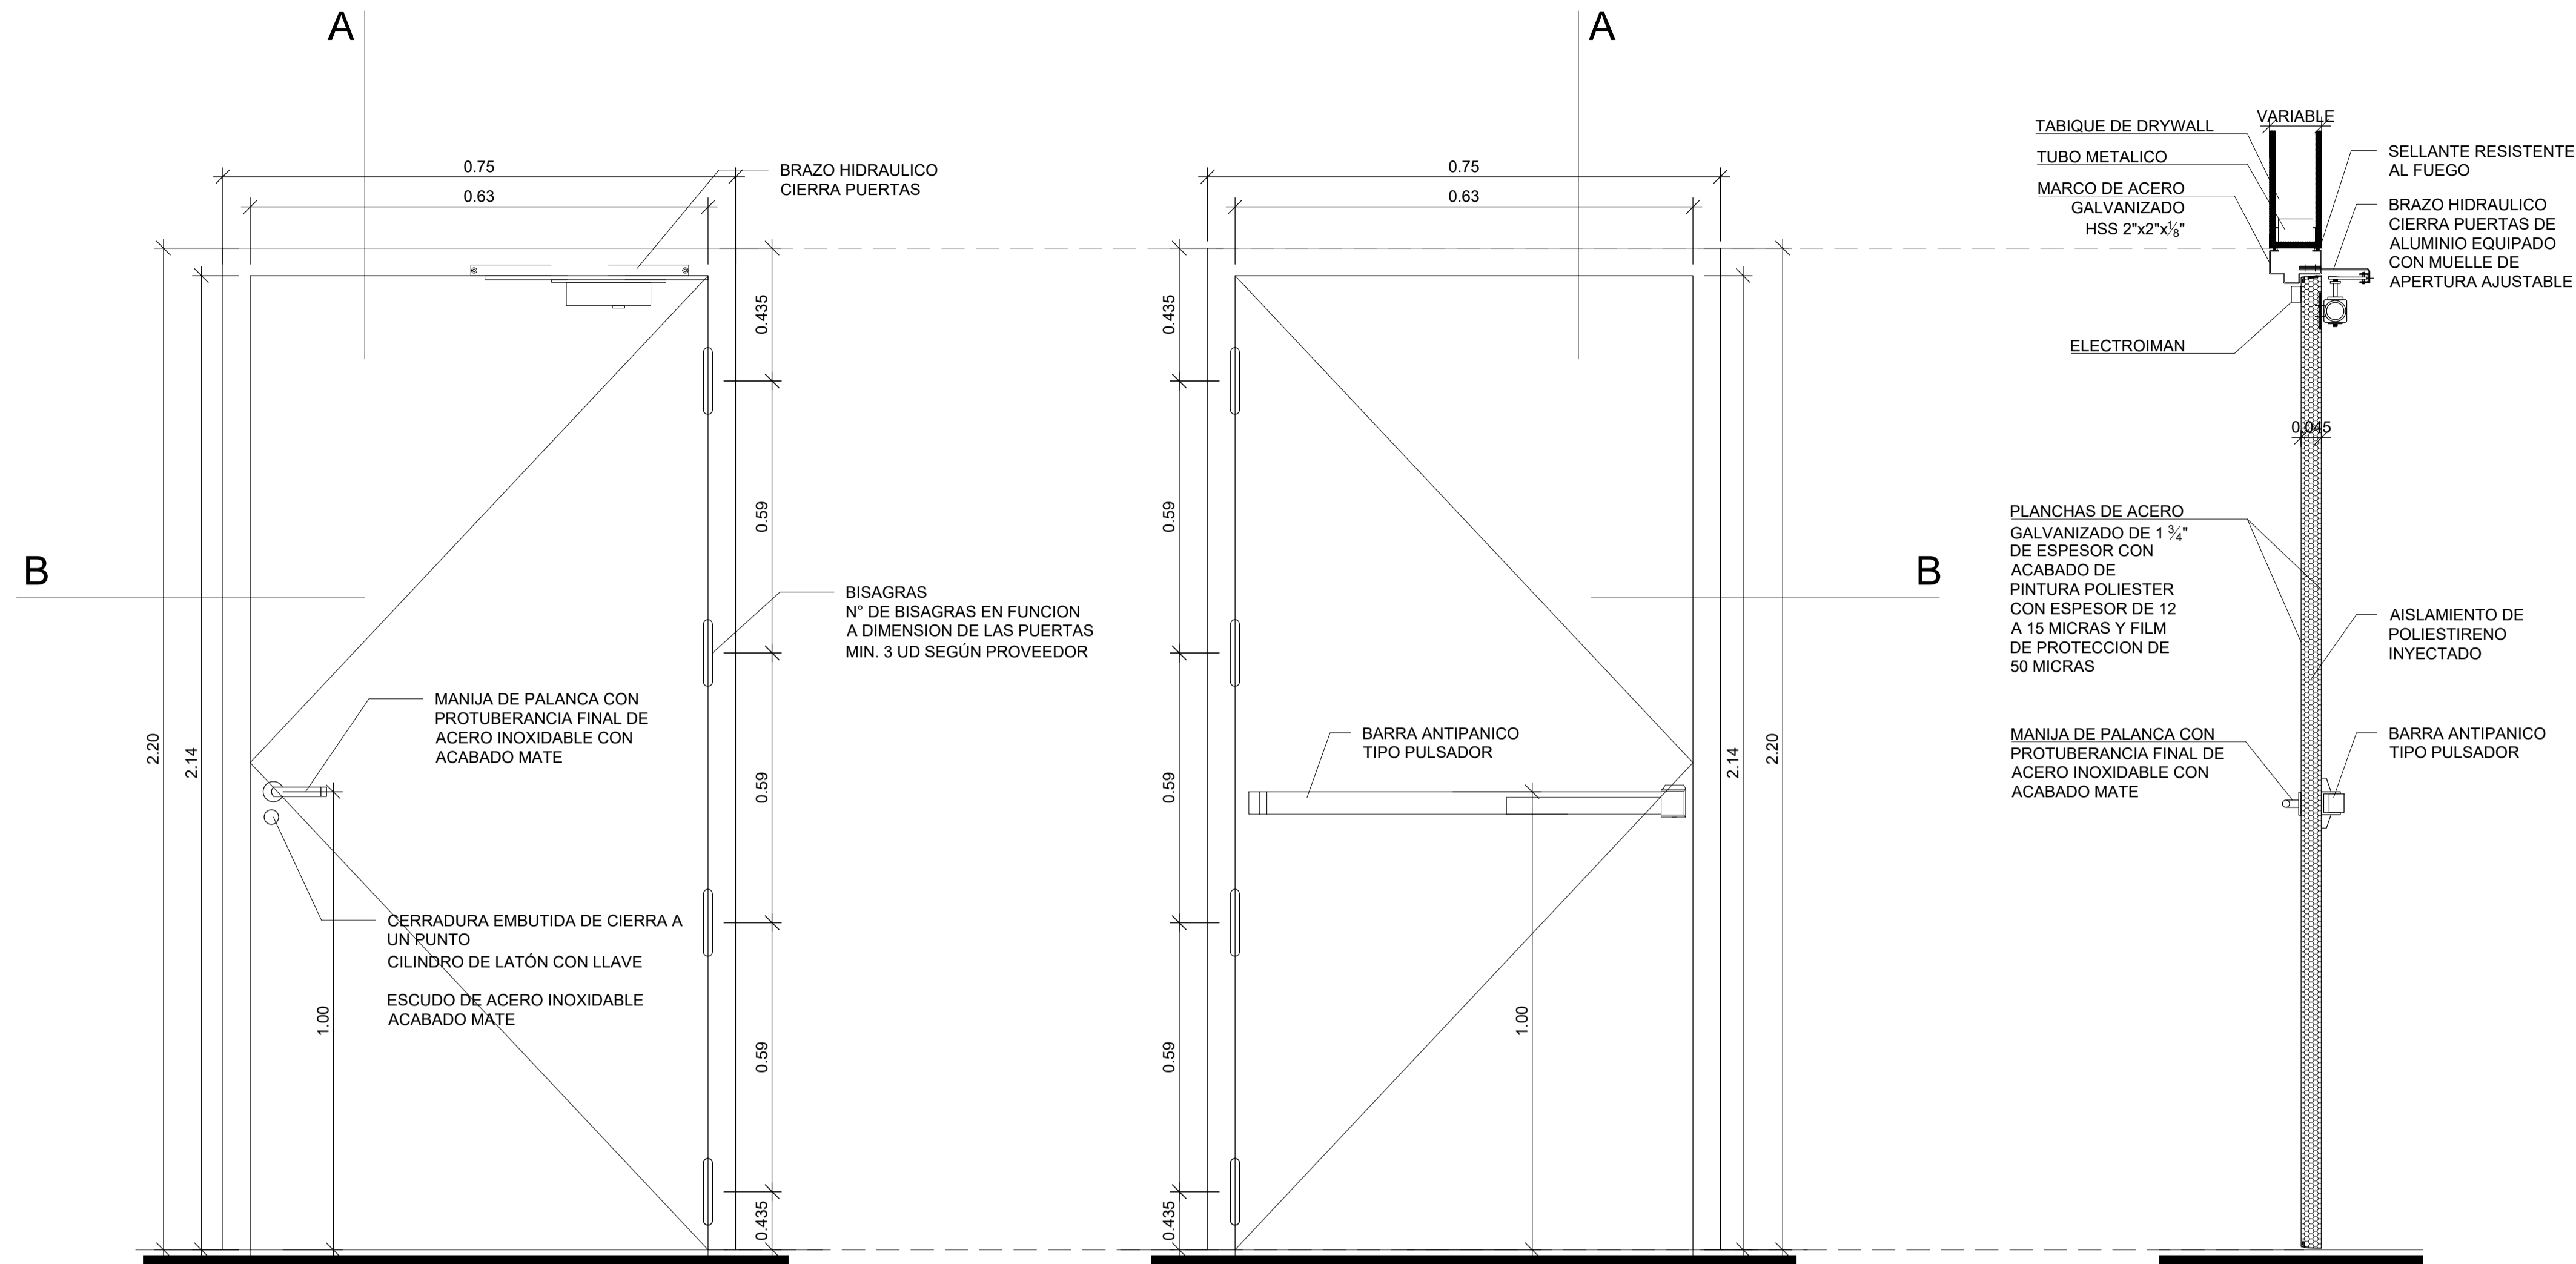 A
0.75
0.63
BRAZO HIDRAULICO
CIERRA PUERTAS
2.20
2.14
0.435
0.59
0.59
0.59
0.435
B
BISAGRAS
N° DE BISAGRAS EN FUNCION
A DIMENSION DE LAS PUERTAS
MIN. 3 UD SEGÚN PROVEEDOR
MANIJA DE PALANCA CON
PROTUBERANCIA FINAL DE
ACERO INOXIDABLE CON
ACABADO MATE
CERRADURA EMBUTIDA DE CIERRA A
UN PUNTO
CILINDRO DE LATÓN CON LLAVE
ESCUDO DE ACERO INOXIDABLE
ACABADO MATE
1.00
A
0.75
0.63
0.435
0.59
0.59
0.59
0.435
B
BARRA ANTIPANICO
TIPO PULSADOR
1.00
2.14
2.20
VARIABLE
TABIQUE DE DRYWALL
TUBO METALICO
MARCO DE ACERO
GALVANIZADO
HSS 2"x2"x⅛"
SELLANTE RESISTENTE
AL FUEGO
BRAZO HIDRAULICO
CIERRA PUERTAS DE
ALUMINIO EQUIPADO
CON MUELLE DE
APERTURA AJUSTABLE
ELECTROIMAN
0.045
PLANCHAS DE ACERO
GALVANIZADO DE 1 ¾"
DE ESPESOR CON
ACABADO DE
PINTURA POLIESTER
CON ESPESOR DE 12
A 15 MICRAS Y FILM
DE PROTECCION DE
50 MICRAS
AISLAMIENTO DE
POLIESTIRENO
INYECTADO
MANIJA DE PALANCA CON
PROTUBERANCIA FINAL DE
ACERO INOXIDABLE CON
ACABADO MATE
BARRA ANTIPANICO
TIPO PULSADOR